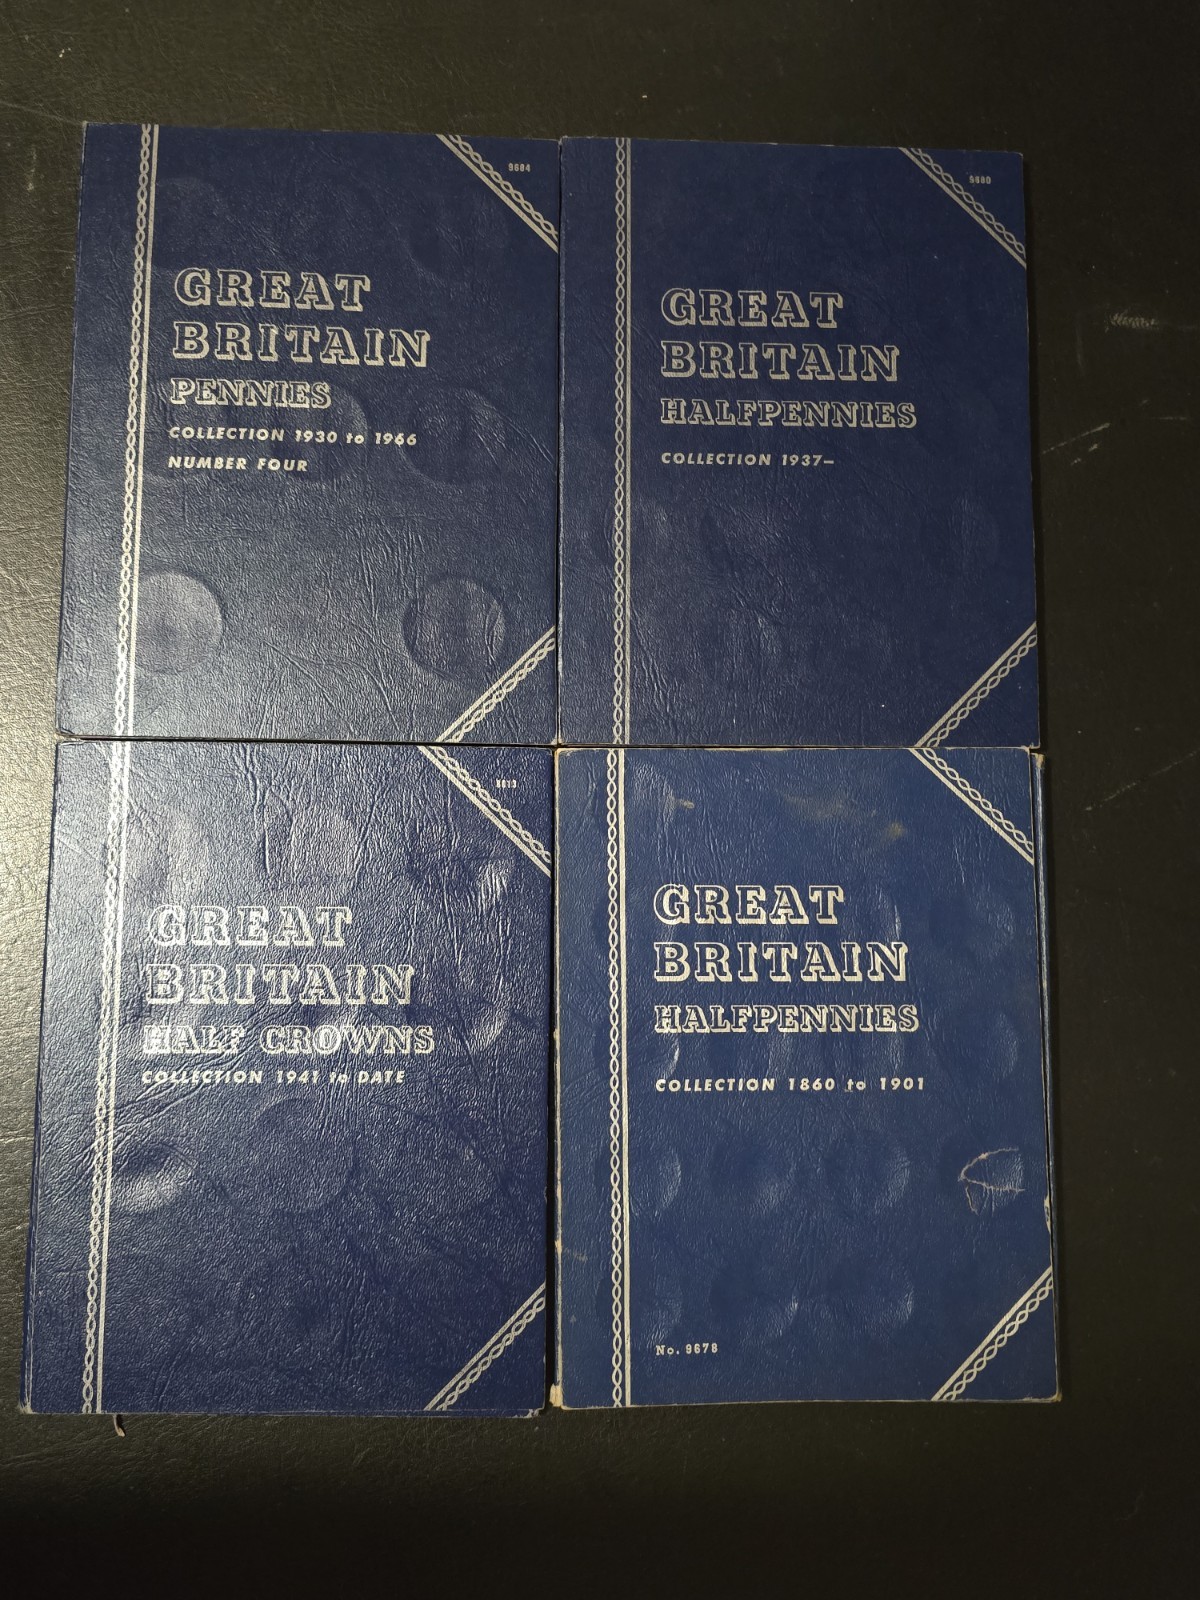 9684
GREAT
BRITAIN
PENNIES
COLLECTION 1930 to 1966
NUMBER FOUR
9680
GREAT
BRITAIN
HALFPENNIES
COLLECTION 1937–
GREAT
BRITAIN
HALF CROWNS
COLLECTION 1941 to DATE
GREAT
BRITAIN
HALFPENNIES
COLLECTION 1860 to 1901
No. 9678